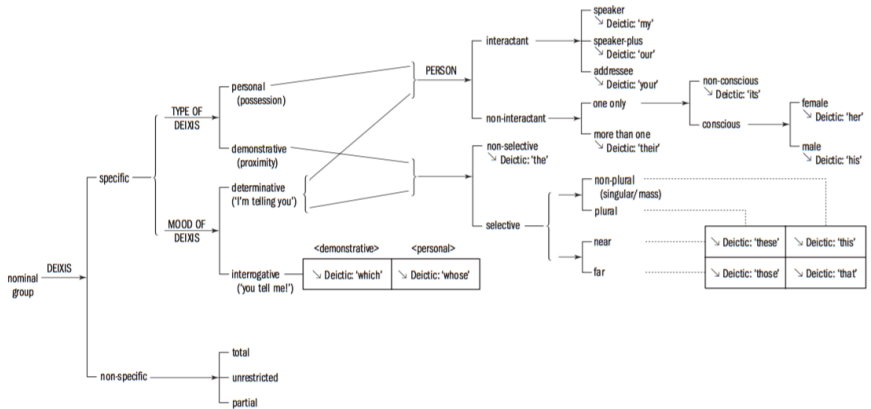 nominal
group
DEIXIS
specific
TYPE OF
DEIXIS
personal
(possession)
demonstrative
(proximity)
MOOD OF
DEIXIS
determinative
('I'm telling you')
interrogative
('you tell me!')
<demonstrative> <personal>
↘ Deictic: 'which' ↘ Deictic: 'whose'
PERSON
interactant
speaker
↘ Deictic: 'my'
speaker-plus
↘ Deictic: 'our'
addressee
↘ Deictic: 'your'
non-interactant
one only
non-conscious
↘ Deictic: 'its'
conscious
female
↘ Deictic: 'her'
male
↘ Deictic: 'his'
more than one
↘ Deictic: 'their'
non-selective
↘ Deictic: 'the'
selective
non-plural
(singular/mass)
plural
near
far
↘ Deictic: 'these' ↘ Deictic: 'this'
↘ Deictic: 'those' ↘ Deictic: 'that'
non-specific
total
unrestricted
partial